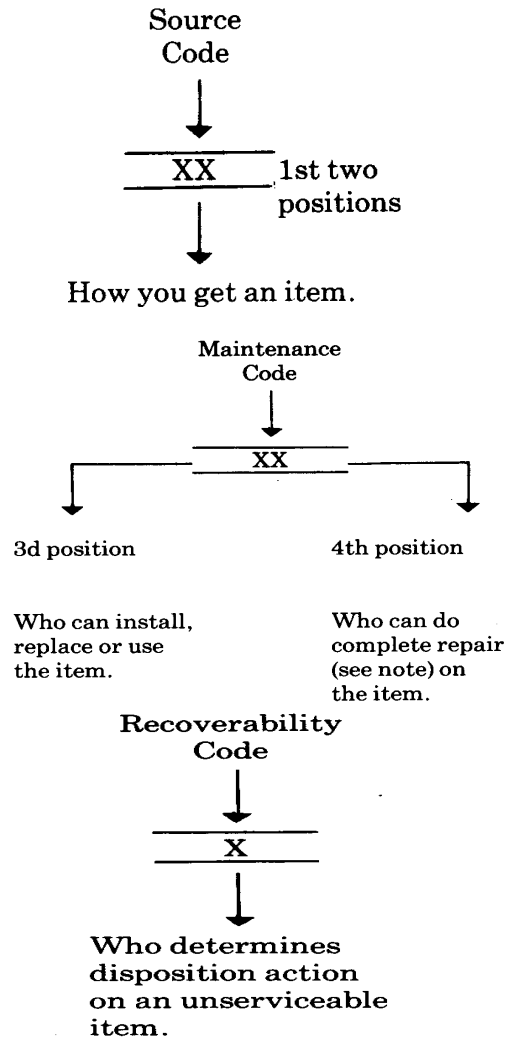 Source
Code
XX
1st two
positions
How you get an item.
Maintenance
Code
XX
3d position
4th position
Who can install,
replace or use
the item.
Who can do
complete repair
(see note) on
the item.
Recoverability
Code
X
Who determines
disposition action
on an unserviceable
item.